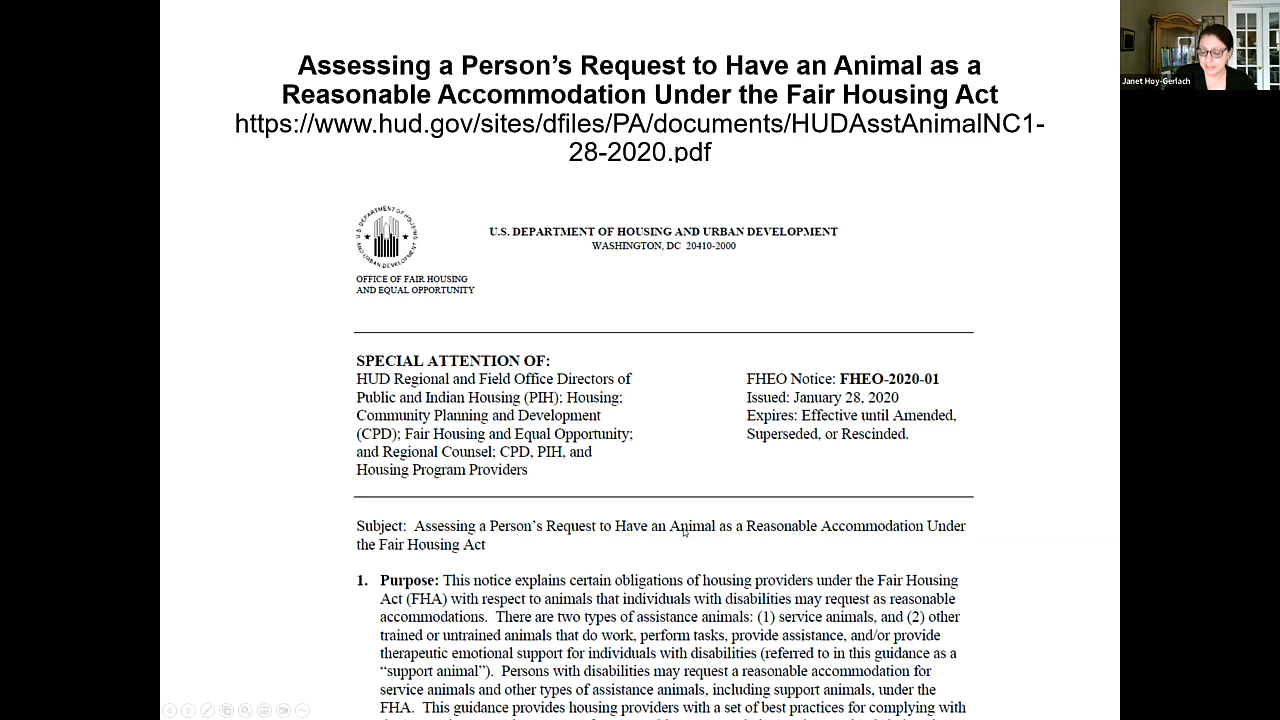 Assessing a Person's Request to Have an Animal as a
Reasonable Accommodation Under the Fair Housing Act
https://www.hud.gov/sites/dfiles/PA/documents/HUDAsstAnimalNC1-
28-2020.pdf
Janet Hoy-Gerlach
U.S. DEPARTMENT OF HOUSING AND URBAN DEVELOPMENT
WASHINGTON, DC 20410-2000
U.S. DEPARTMENT OF HOUSING
AND URBAN DEVELOPMENT
OFFICE OF FAIR HOUSING
AND EQUAL OPPORTUNITY
SPECIAL ATTENTION OF:
HUD Regional and Field Office Directors of
Public and Indian Housing (PIH); Housing;
Community Planning and Development
(CPD); Fair Housing and Equal Opportunity;
and Regional Counsel; CPD, PIH, and
Housing Program Providers
FHEO Notice: FHEO-2020-01
Issued: January 28, 2020
Expires: Effective until Amended,
Superseded, or Rescinded.
Subject: Assessing a Person's Request to Have an Animal as a Reasonable Accommodation Under
the Fair Housing Act
1. Purpose: This notice explains certain obligations of housing providers under the Fair Housing
Act (FHA) with respect to animals that individuals with disabilities may request as reasonable
accommodations. There are two types of assistance animals: (1) service animals, and (2) other
trained or untrained animals that do work, perform tasks, provide assistance, and/or provide
therapeutic emotional support for individuals with disabilities (referred to in this guidance as a
"support animal"). Persons with disabilities may request a reasonable accommodation for
service animals and other types of assistance animals, including support animals, under the
FHA. This guidance provides housing providers with a set of best practices for complying with